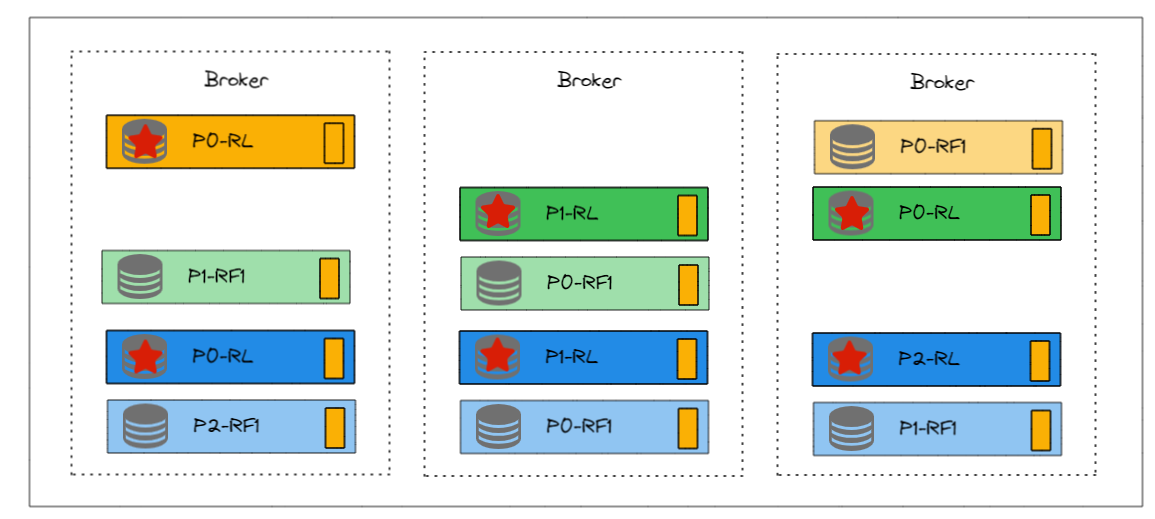 Broker
P0-RL
P1-RF1
P0-RL
P2-RF1
Broker
P1-RL
P0-RF1
P1-RL
P0-RF1
Broker
P0-RF1
P0-RL
P2-RL
P1-RF1